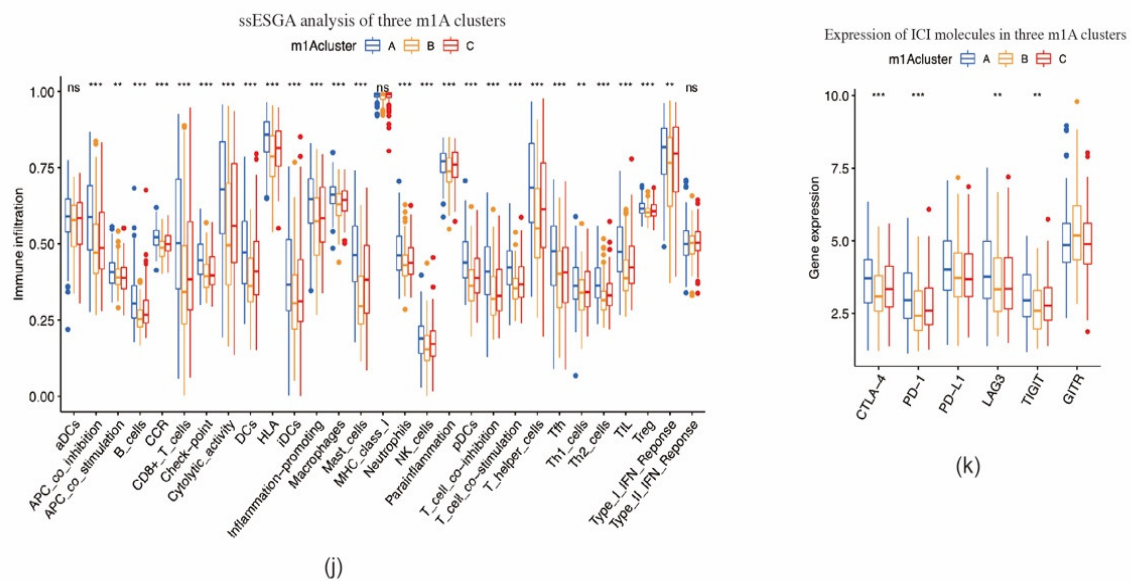 ssESGA analysis of three m1A clusters
m1Acluster A B C
ns *** ** *** *** *** *** *** *** *** *** *** *** *** ns *** *** *** *** *** *** *** *** ** *** *** *** ** ns
Immune infiltration
1.00
0.75
0.50
0.25
0.00
aDCs
APC_co_inhibition
APC_co_stimulation
B_cells
CCR
CD8+_T_cells
Check-point
Cytolytic_activity
DCs
HLA
iDCs
Inflammation-promoting
Macrophages
Mast_cells
MHC_class_I
Neutrophils
NK_cells
Parainflammation
pDCs
T_cell_co-inhibition
T_cell_co-stimulation
T_helper_cells
Tfh
Th1_cells
Th2_cells
TIL
Treg
Type_I_IFN_Reponse
Type_II_IFN_Reponse
(j)
Expression of ICI molecules in three m1A clusters
m1Acluster A B C
*** *** ** **
Gene expression
10.0
7.5
5.0
2.5
CTLA-4
PD-1
PD-L1
LAG3
TIGIT
GITR
(k)